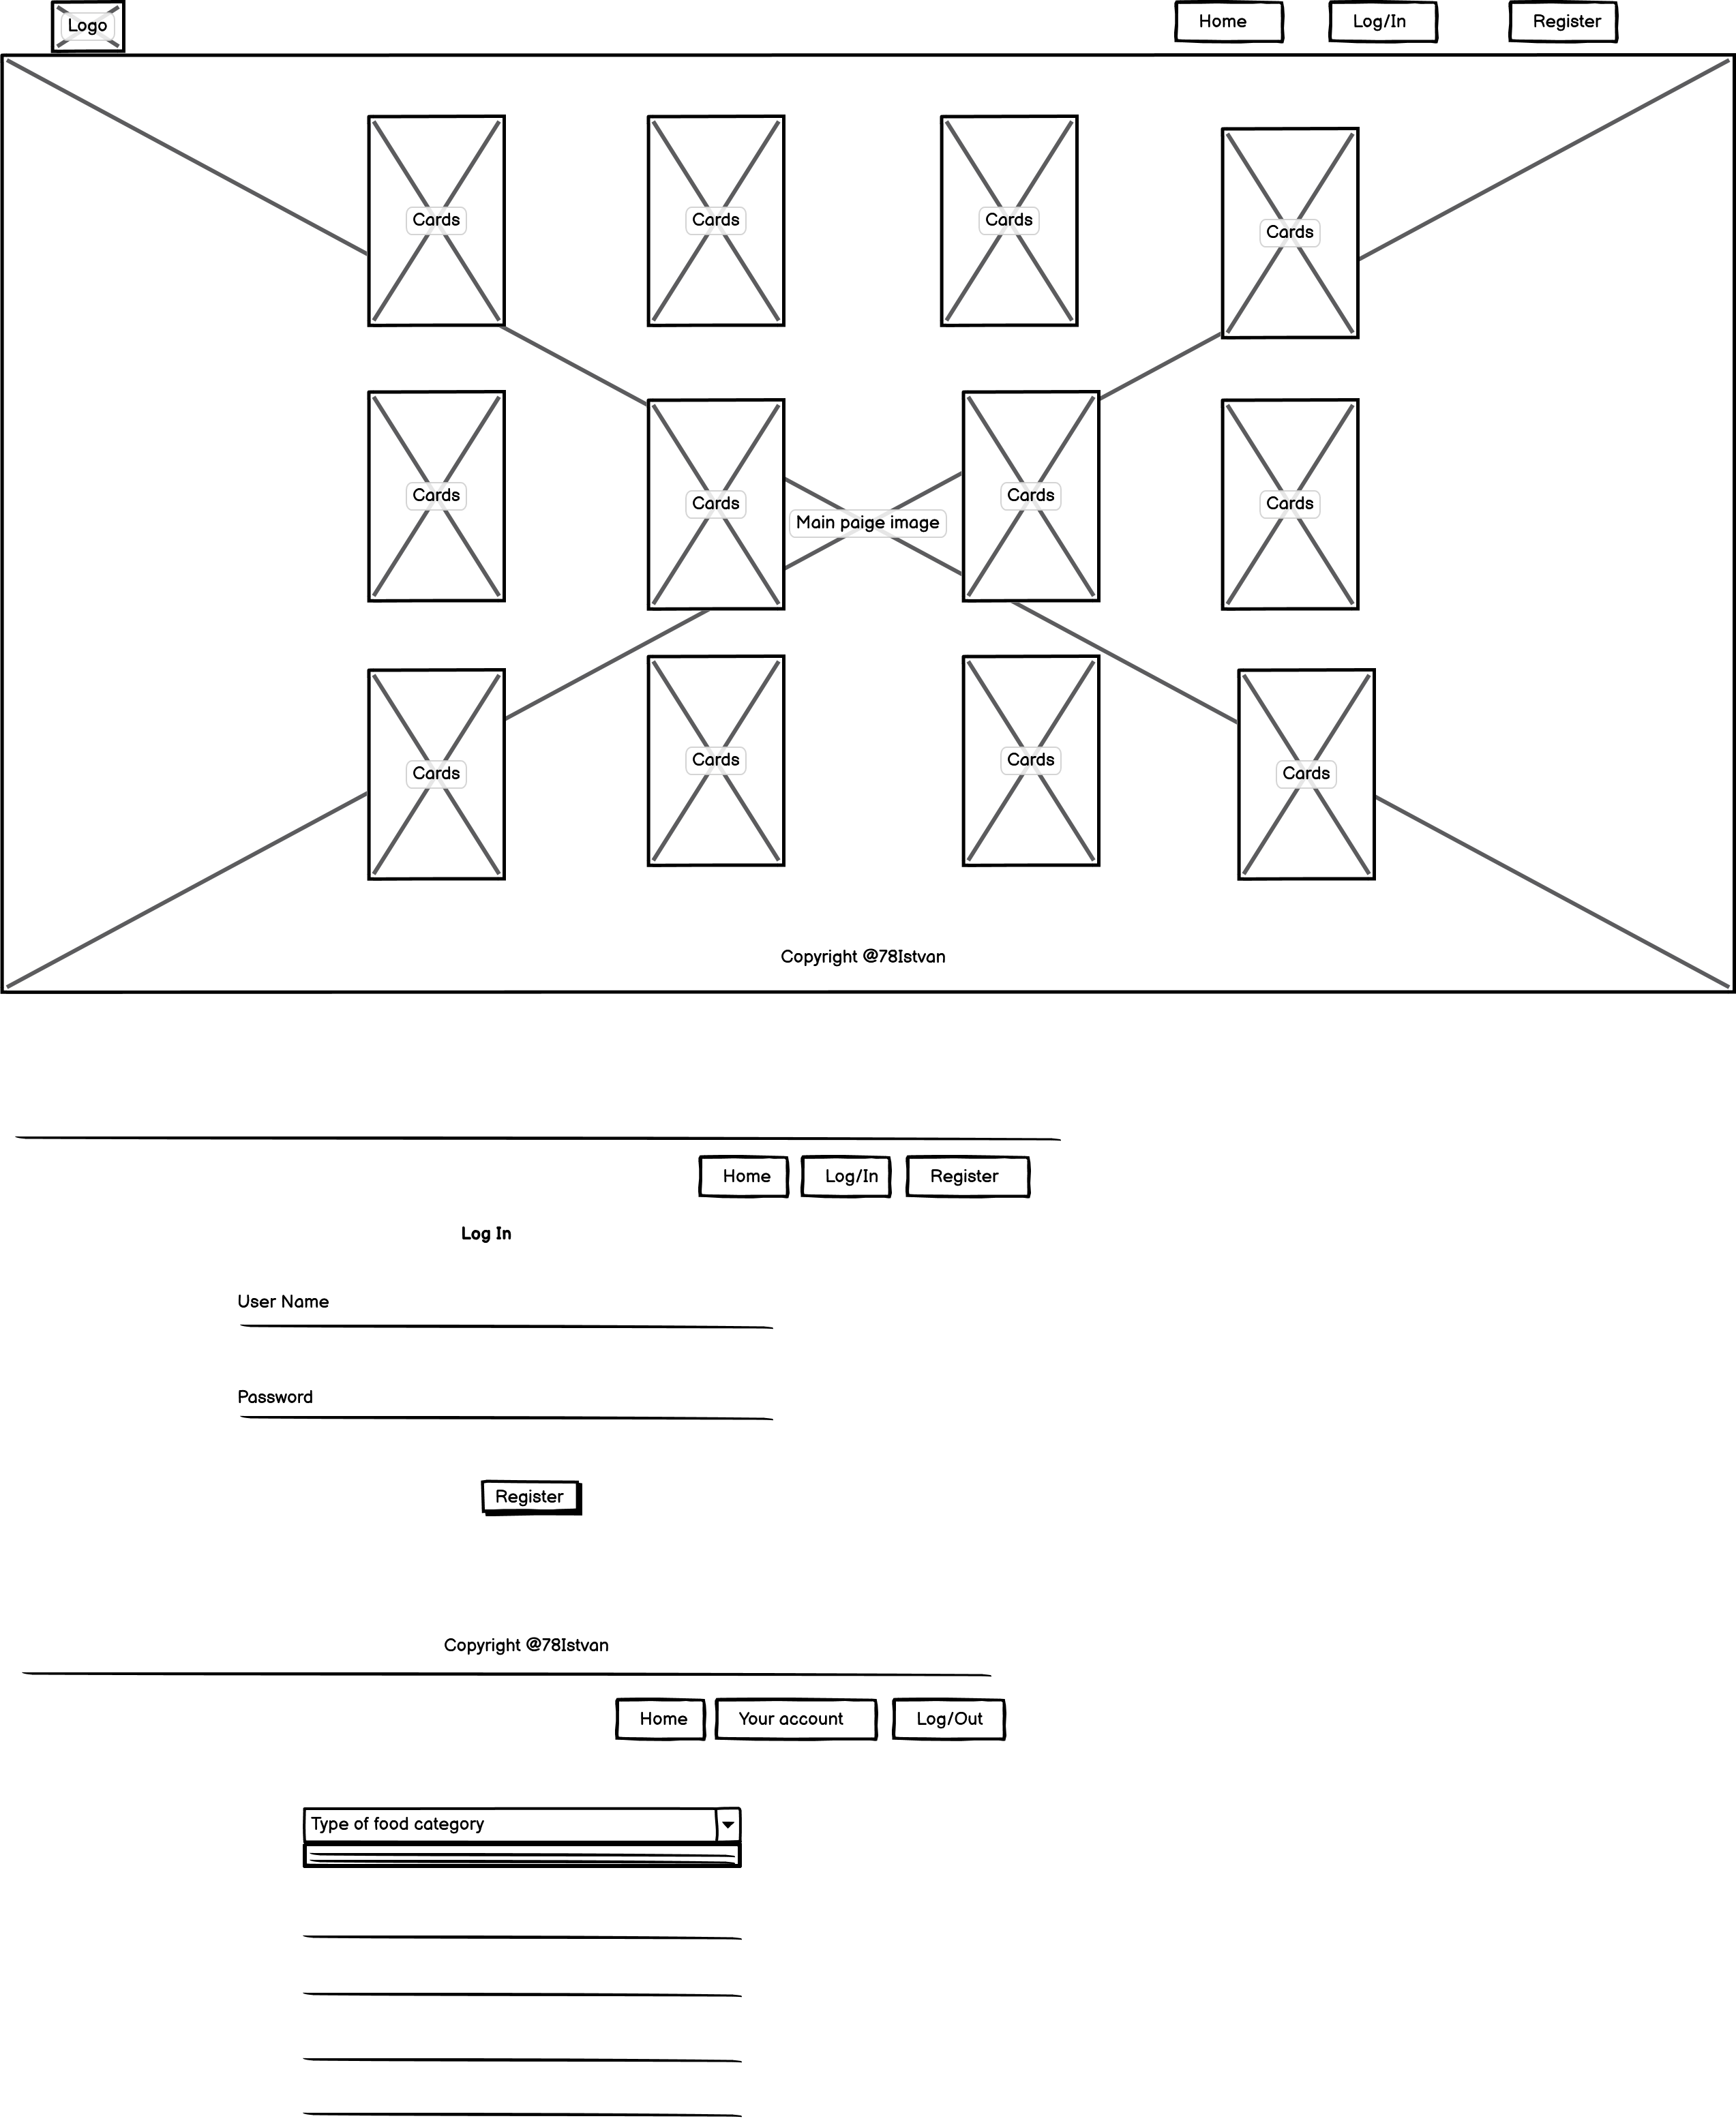 Logo
Home
Log/In
Register
Cards
Cards
Cards
Cards
Cards
Cards
Cards
Cards
Main paige image
Cards
Cards
Cards
Cards
Copyright @78Istvan
Home
Log/In
Register
Log In
User Name
Password
Register
Copyright @78Istvan
Home
Your account
Log/Out
Type of food category